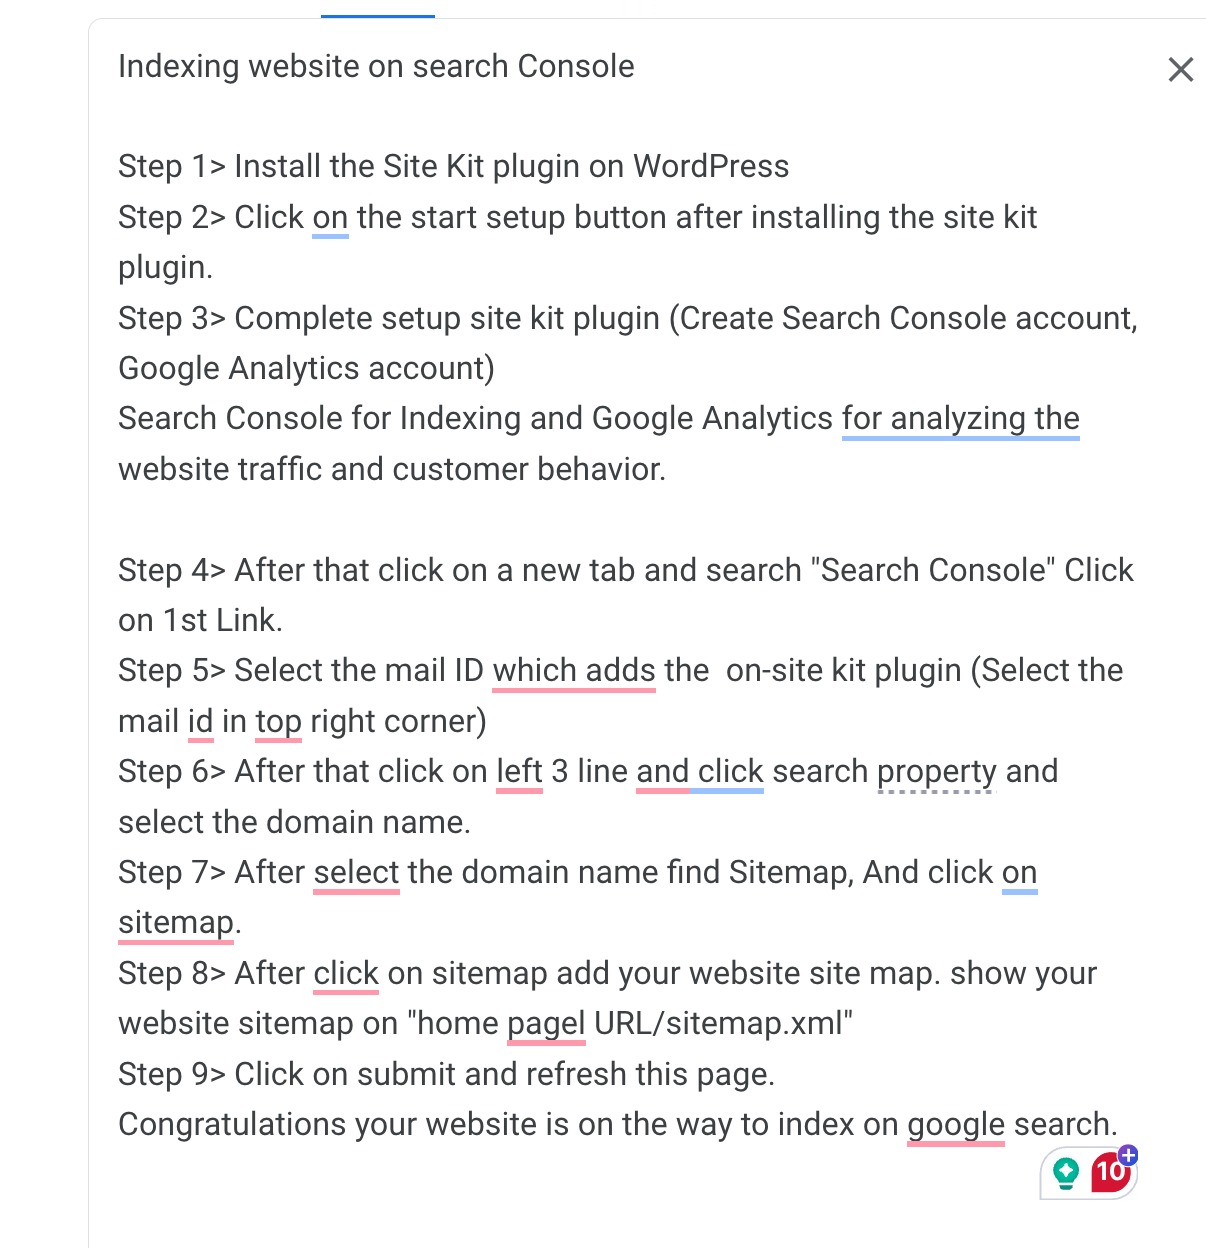 Indexing website on search Console
Step 1> Install the Site Kit plugin on WordPress
Step 2> Click on the start setup button after installing the site kit
plugin.
Step 3> Complete setup site kit plugin (Create Search Console account,
Google Analytics account)
Search Console for Indexing and Google Analytics for analyzing the
website traffic and customer behavior.
Step 4> After that click on a new tab and search "Search Console" Click
on 1st Link.
Step 5> Select the mail ID which adds the  on-site kit plugin (Select the
mail id in top right corner)
Step 6> After that click on left 3 line and click search property and
select the domain name.
Step 7> After select the domain name find Sitemap, And click on
sitemap.
Step 8> After click on sitemap add your website site map. show your
website sitemap on "home pagel URL/sitemap.xml"
Step 9> Click on submit and refresh this page.
Congratulations your website is on the way to index on google search.
10